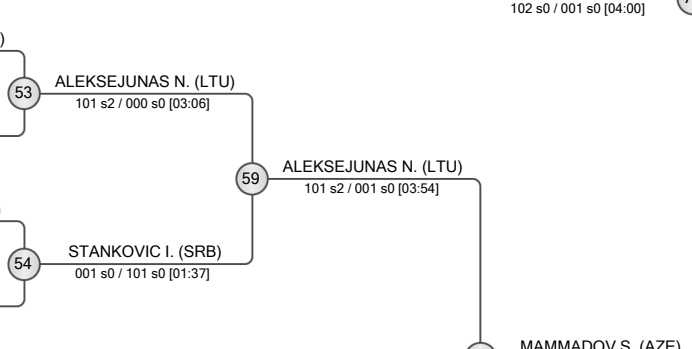 102 s0 / 001 s0 [04:00]
)
53
ALEKSEJUNAS N. (LTU)
101 s2 / 000 s0 [03:06]
59
ALEKSEJUNAS N. (LTU)
101 s2 / 001 s0 [03:54]
54
STANKOVIC I. (SRB)
001 s0 / 101 s0 [01:37]
MAMMADOV S. (AZE)